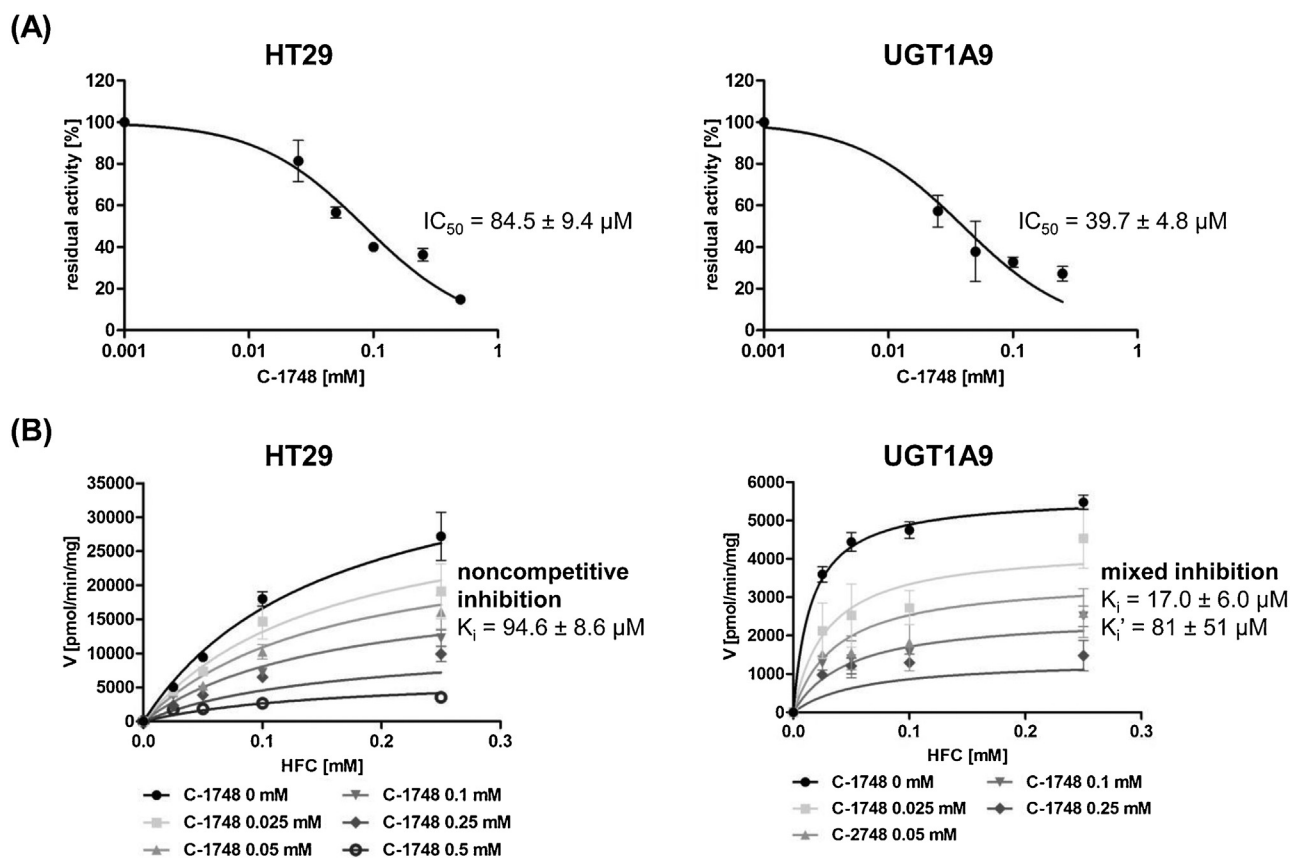 (A)
HT29
120
100
80
60
40
20
0
residual activity [%]
IC50 = 84.5 ± 9.4 µM
0.001
0.01
0.1
1
C-1748 [mM]
UGT1A9
120
100
80
60
40
20
0
residual activity [%]
IC50 = 39.7 ± 4.8 µM
0.001
0.01
0.1
1
C-1748 [mM]
(B)
HT29
35000
30000
25000
20000
15000
10000
5000
0
V [pmol/min/mg]
noncompetitive
inhibition
Ki = 94.6 ± 8.6 µM
0.0
0.1
0.2
0.3
HFC [mM]
C-1748 0 mM
C-1748 0.025 mM
C-1748 0.05 mM
C-1748 0.1 mM
C-1748 0.25 mM
C-1748 0.5 mM
UGT1A9
6000
5000
4000
3000
2000
1000
0
V [pmol/min/mg]
mixed inhibition
Ki = 17.0 ± 6.0 µM
Ki’ = 81 ± 51 µM
0.0
0.1
0.2
0.3
HFC [mM]
C-1748 0 mM
C-1748 0.025 mM
C-2748 0.05 mM
C-1748 0.1 mM
C-1748 0.25 mM